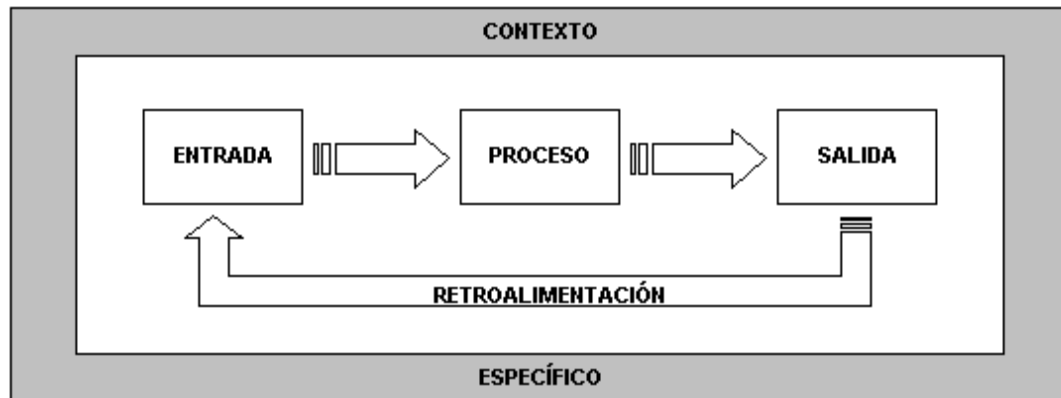 CONTEXTO
ENTRADA
PROCESO
SALIDA
RETROALIMENTACIÓN
ESPECÍFICO